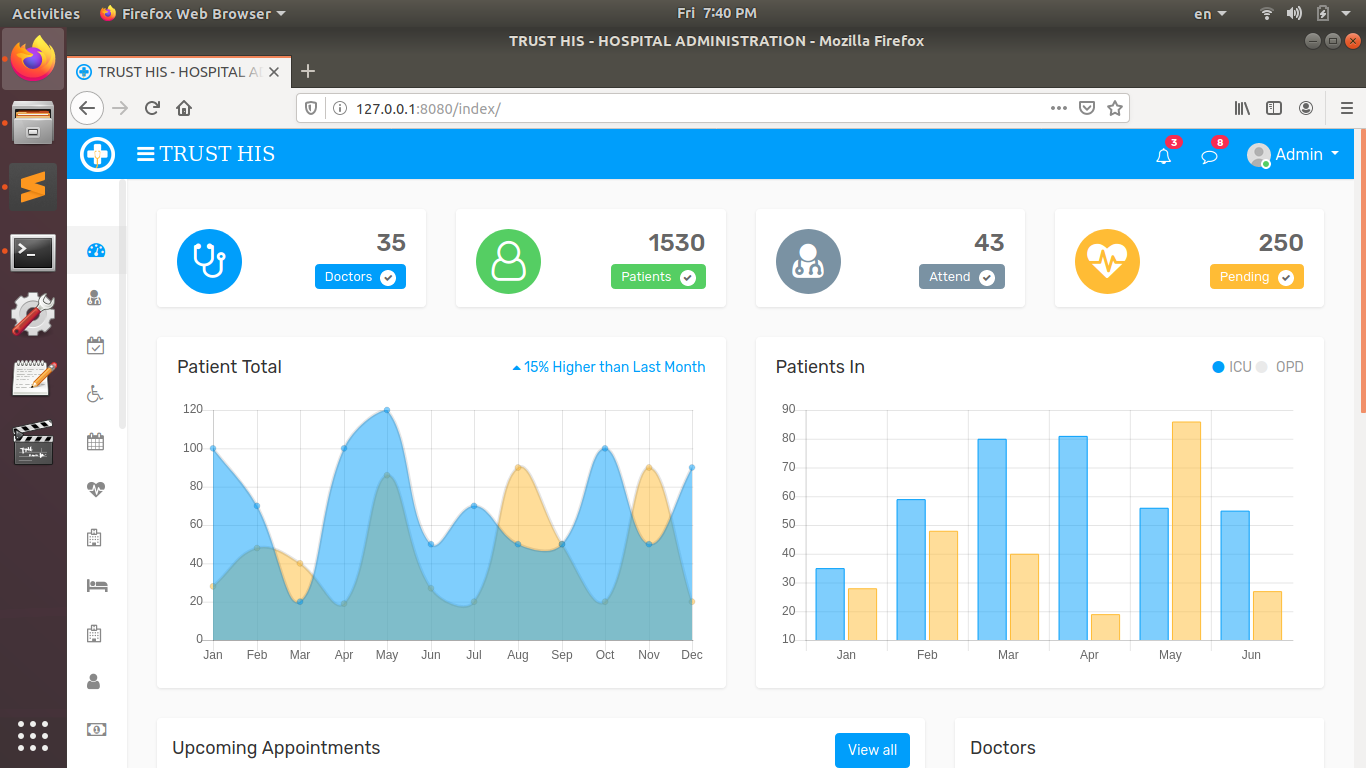 Activities Firefox Web Browser Fri 7:40 PM en
TRUST HIS - HOSPITAL ADMINISTRATION - Mozilla Firefox
TRUST HIS - HOSPITAL A
127.0.0.1:8080/index/
TRUST HIS 3 8 Admin
35 1530 43 250
Doctors Patients Attend Pending
Patient Total 15% Higher than Last Month
120
100
80
60
40
20
0
Jan Feb Mar Apr May Jun Jul Aug Sep Oct Nov Dec
Patients In ICU OPD
90
80
70
60
50
40
30
20
10
Jan Feb Mar Apr May Jun
Upcoming Appointments View all Doctors